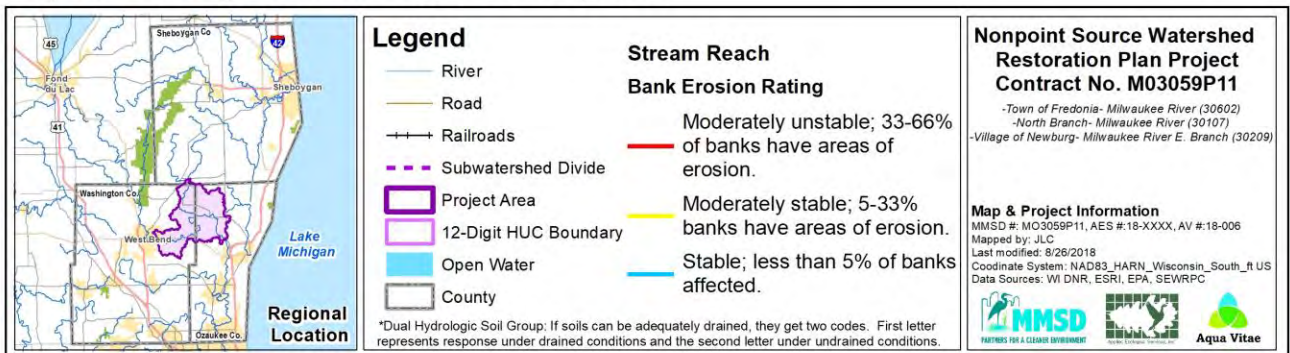 Sheboygan Co
45
42
Fond
du Lac
Sheboygan
41
Washington Co.
West Bend
Lake
Michigan
Ozaukee Co.
Regional
Location
Legend
River
Road
Railroads
Subwatershed Divide
Project Area
12-Digit HUC Boundary
Open Water
County
Stream Reach
Bank Erosion Rating
Moderately unstable; 33-66%
of banks have areas of
erosion.
Moderately stable; 5-33%
banks have areas of erosion.
Stable; less than 5% of banks
affected.
*Dual Hydrologic Soil Group: If soils can be adequately drained, they get two codes. First letter
represents response under drained conditions and the second letter under undrained conditions.
Nonpoint Source Watershed
Restoration Plan Project
Contract No. M03059P11
-Town of Fredonia- Milwaukee River (30602)
-North Branch- Milwaukee River (30107)
-Village of Newburg- Milwaukee River E. Branch (30209)
Map & Project Information
MMSD #: MO3059P11, AES #:18-XXXX, AV #:18-006
Mapped by: JLC
Last modified: 8/26/2018
Coodinate System: NAD83_HARN_Wisconsin_South_ft US
Data Sources: WI DNR, ESRI, EPA, SEWRPC
MMSD
PARTNERS FOR A CLEANER ENVIRONMENT
Applied Ecological Services, Inc.
Aqua Vitae